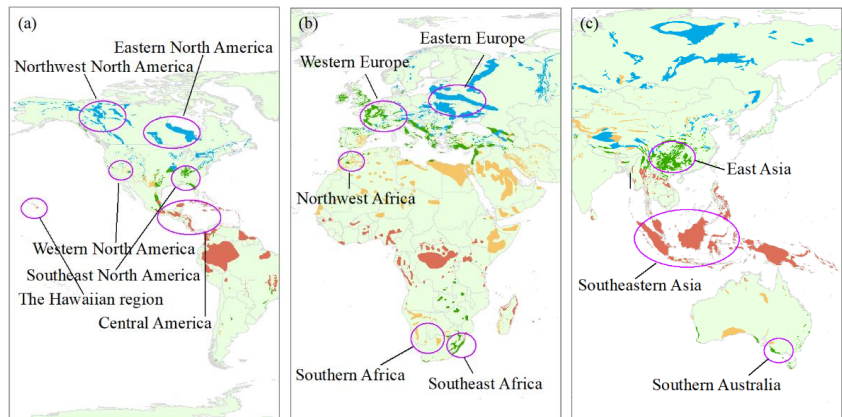 (a)
Eastern North America
Northwest North America
Western North America
Southeast North America
The Hawaiian region
Central America
(b)
Eastern Europe
Western Europe
Northwest Africa
Southern Africa
Southeast Africa
(c)
East Asia
Southeastern Asia
Southern Australia